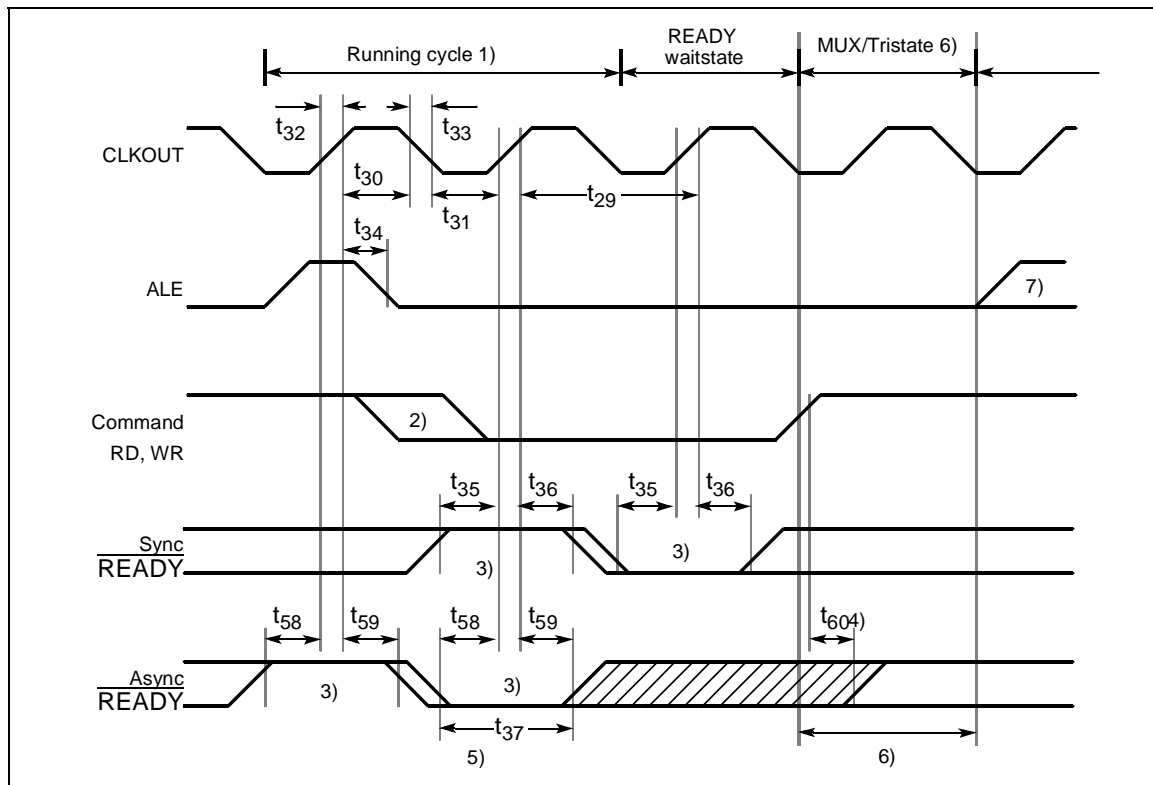 Running cycle 1)
READY
waitstate
MUX/Tristate 6)
t32
t33
CLKOUT
t30
t31
t29
t34
ALE
7)
Command
RD, WR
2)
t35
t36
t35
t36
Sync
READY
3)
3)
t58
t59
t58
t59
t604)
Async
READY
3)
3)
t37
5)
6)